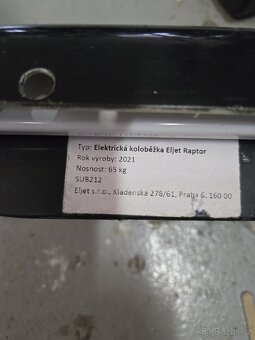 Typ: Elektrická koloběžka Eljet Raptor
Rok výroby: 2021
Nosnost: 65 kg
SUB212
Eljet s.r.o., Kladenská 278/61, Praha 6, 160 00